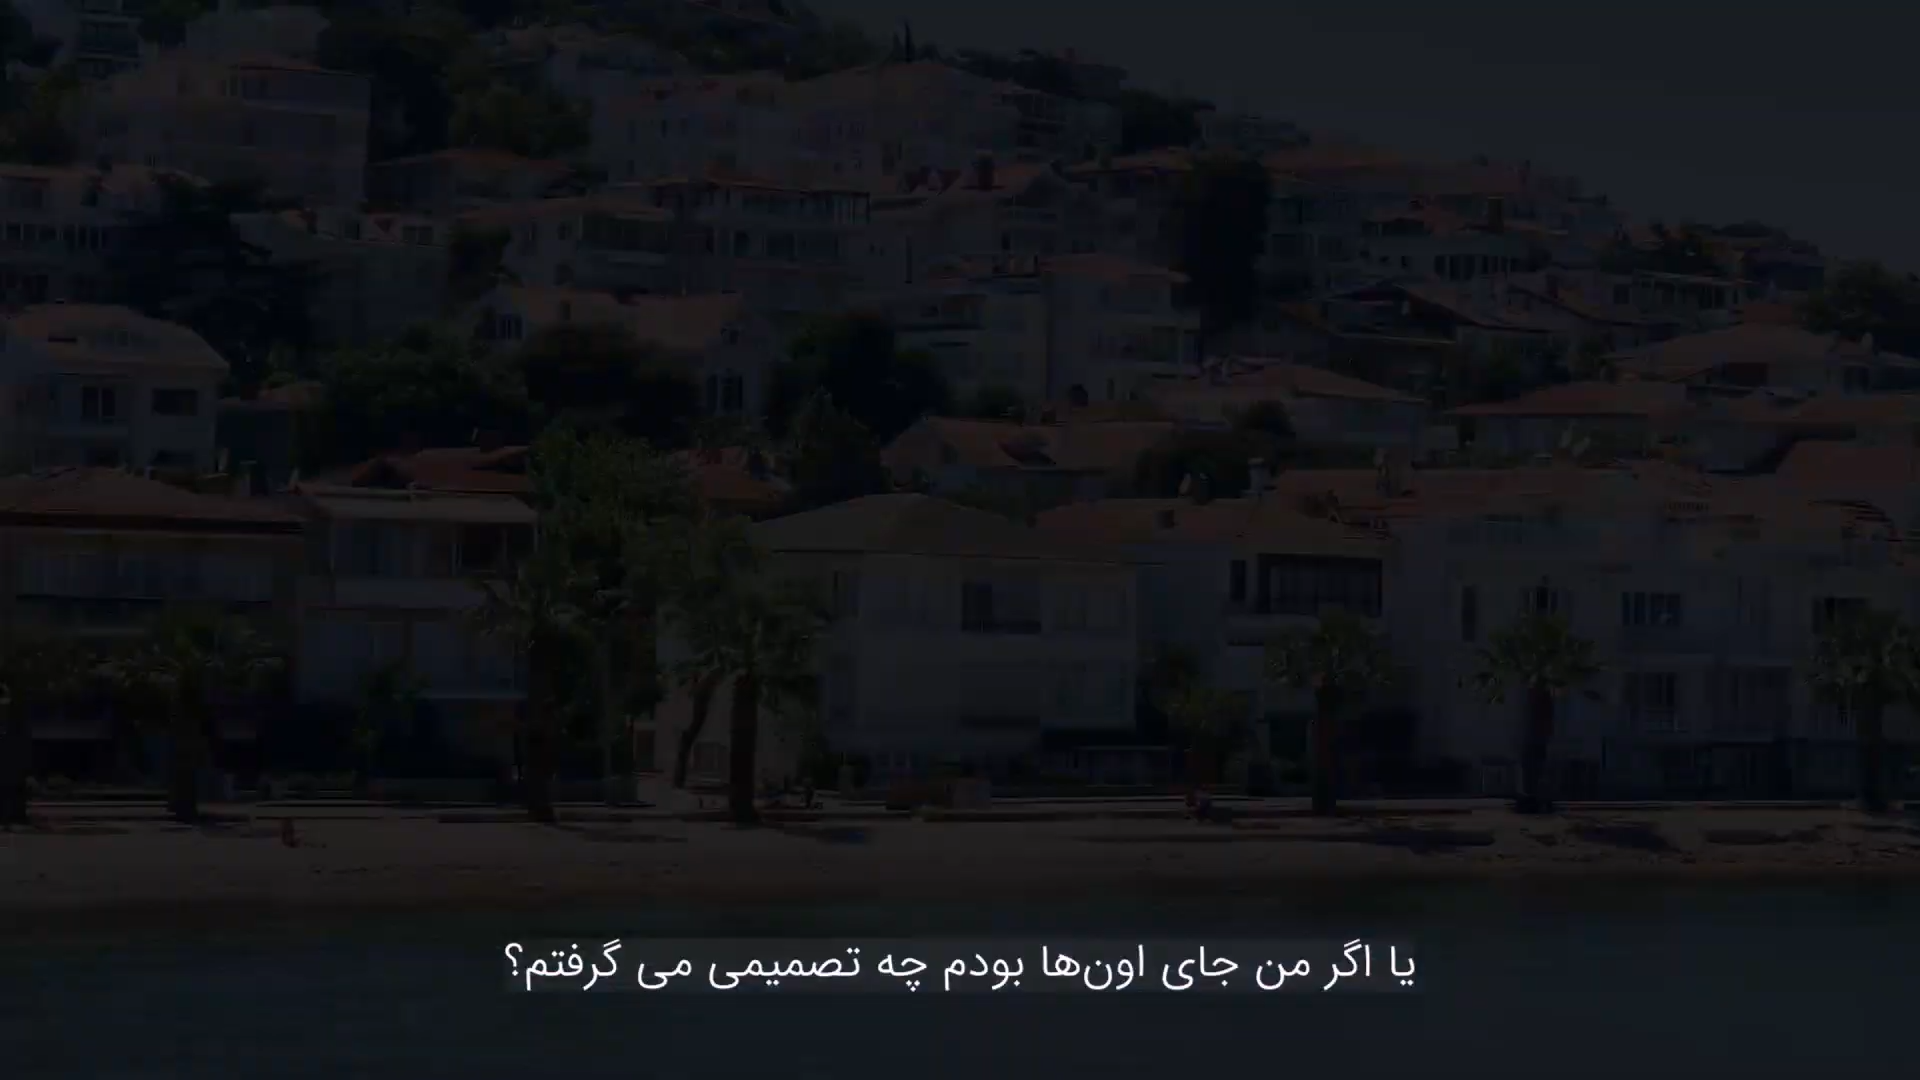 یا اگر من جای اون‌ها بودم چه تصمیمی می گرفتم؟